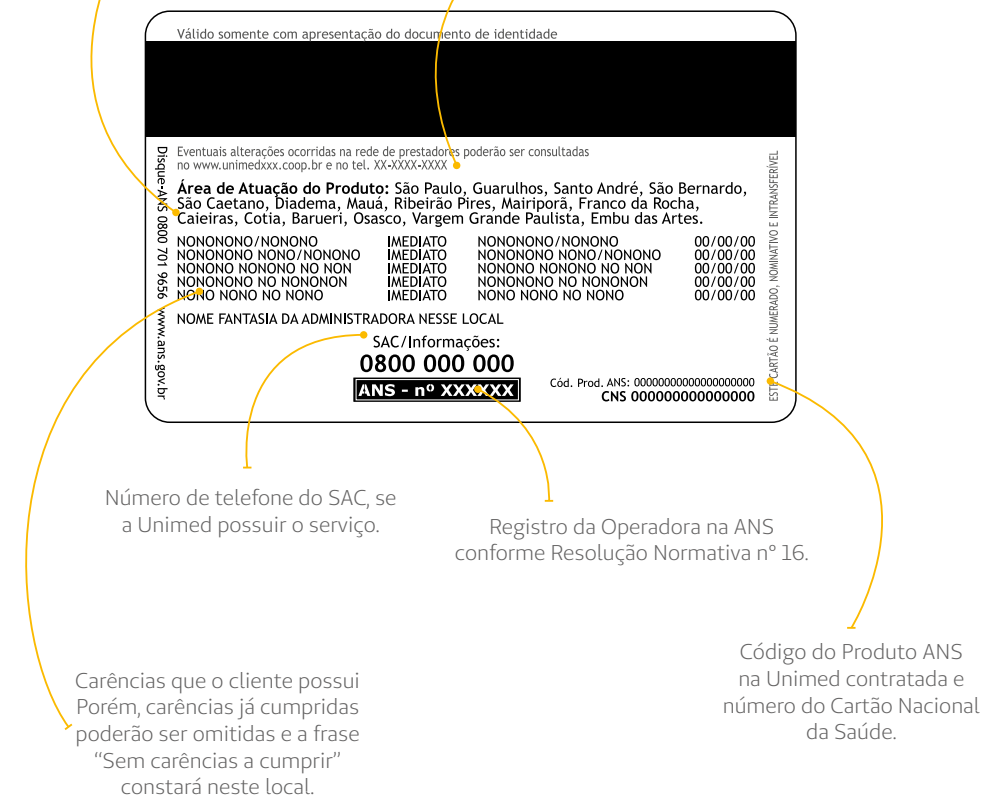 Válido somente com apresentação do documento de identidade
Disque-ANS 0800 701 9656 www.ans.gov.br
Eventuais alterações ocorridas na rede de prestadores poderão ser consultadas
no www.unimedxxx.coop.br e no tel. XX-XXXX-XXXX
Área de Atuação do Produto: São Paulo, Guarulhos, Santo André, São Bernardo,
São Caetano, Diadema, Mauá, Ribeirão Pires, Mairiporã, Franco da Rocha,
Caieiras, Cotia, Barueri, Osasco, Vargem Grande Paulista, Embu das Artes.
NONONONO/NONONO IMEDIATO NONONONO/NONONO 00/00/00
NONONONO NONO/NONONO IMEDIATO NONONONO NONO/NONONO 00/00/00
NONONO NONONO NO NON IMEDIATO NONONO NONONO NO NON 00/00/00
NONONONO NO NONONON IMEDIATO NONONONO NO NONONON 00/00/00
NONO NONO NO NONO IMEDIATO NONO NONO NO NONO 00/00/00
NOME FANTASIA DA ADMINISTRADORA NESSE LOCAL
SAC/Informações:
0800 000 000
ANS - nº XXXXXX
Cód. Prod. ANS: 00000000000000000000
CNS 000000000000000
ESTE CARTÃO É NUMERADO, NOMINATIVO E INTRANSFERÍVEL
Número de telefone do SAC, se
a Unimed possuir o serviço.
Registro da Operadora na ANS
conforme Resolução Normativa n° 16.
Código do Produto ANS
na Unimed contratada e
número do Cartão Nacional
da Saúde.
Carências que o cliente possui
Porém, carências já cumpridas
poderão ser omitidas e a frase
“Sem carências a cumprir”
constará neste local.